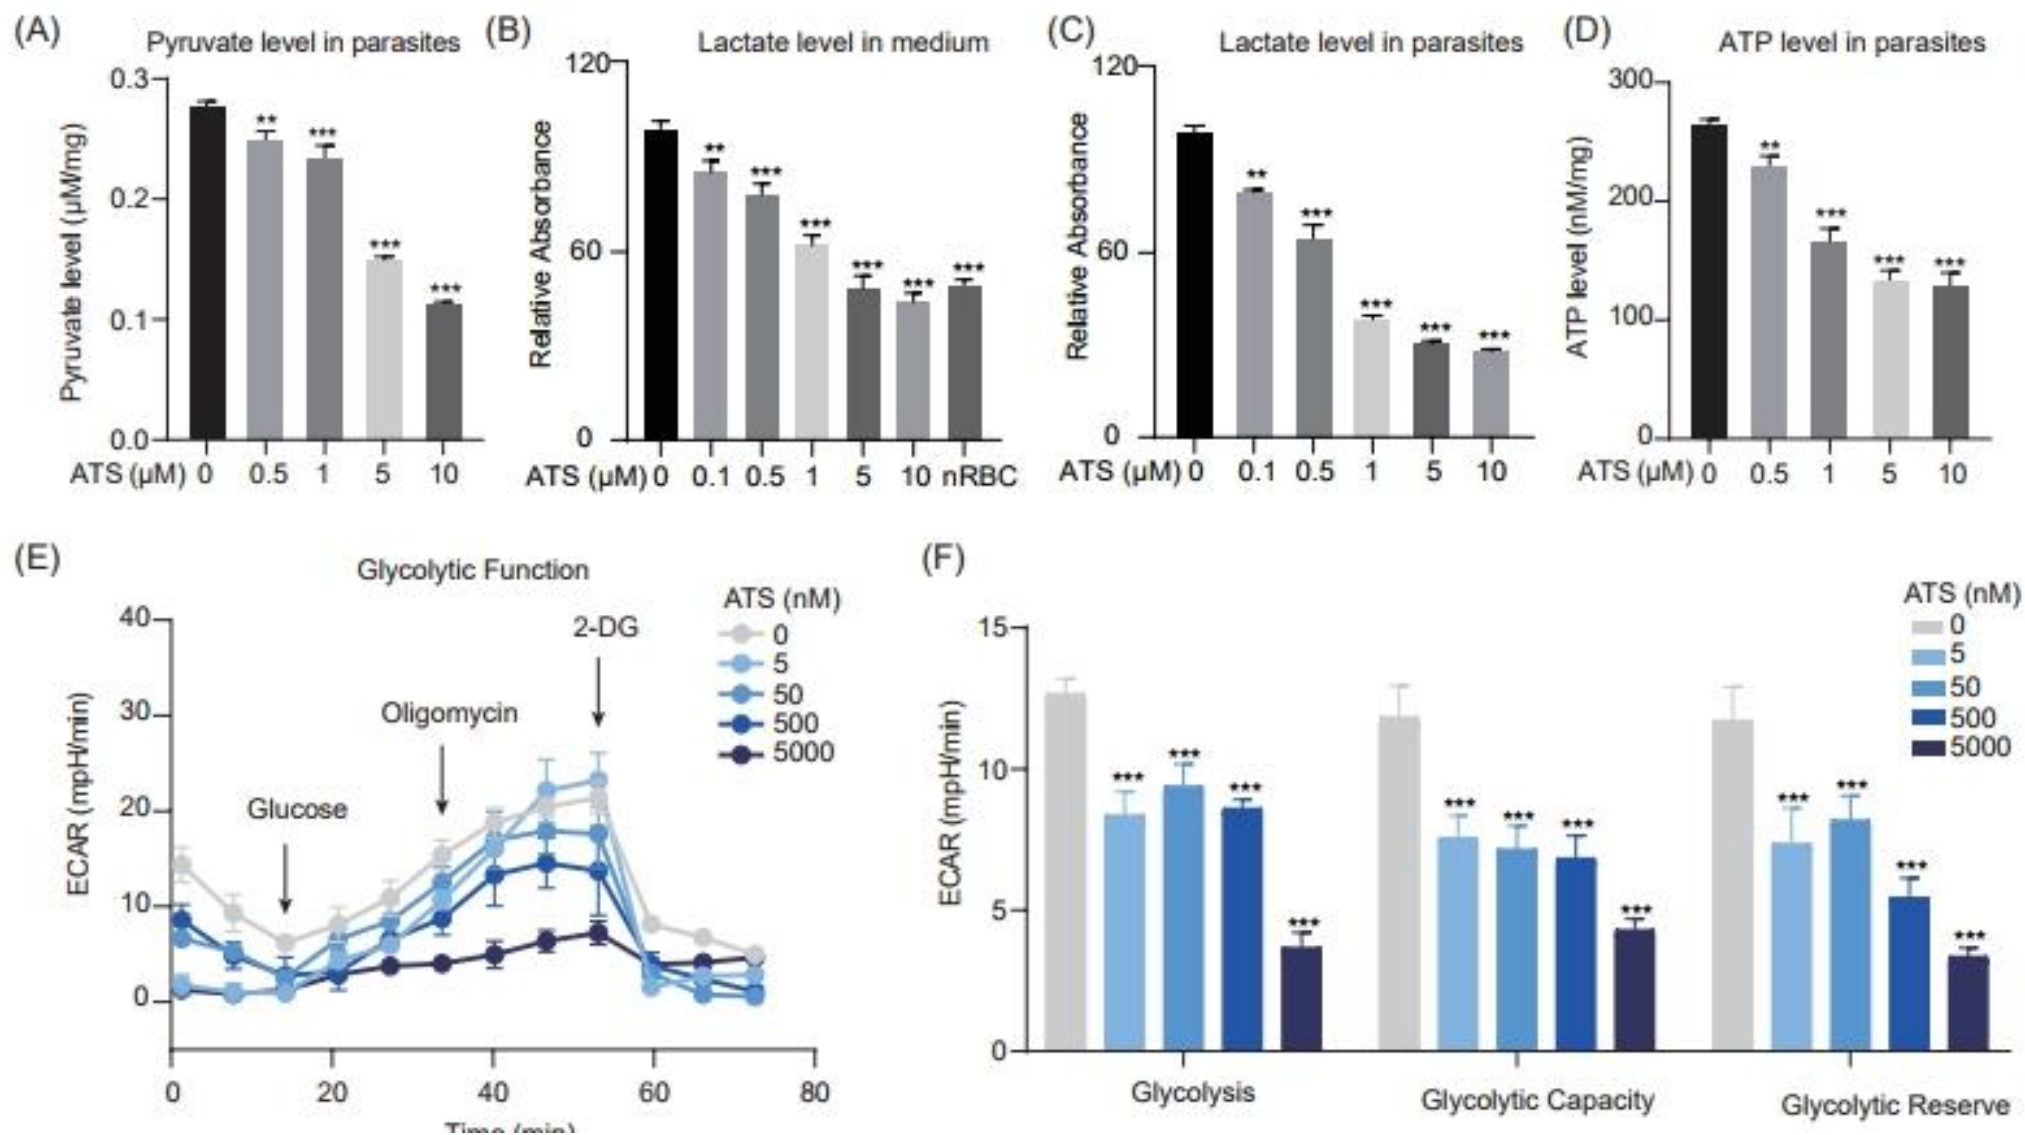 (A) Pyruvate level in parasites
Pyruvate level (µM/mg)
0.3
0.2
0.1
0.0
** *** *** ***
ATS (µM) 0 0.5 1 5 10
(B) Lactate level in medium
Relative Absorbance
120
60
0
** *** *** *** *** ***
ATS (µM) 0 0.1 0.5 1 5 10 nRBC
(C) Lactate level in parasites
Relative Absorbance
120
60
0
** *** *** *** ***
ATS (µM) 0 0.1 0.5 1 5 10
(D) ATP level in parasites
ATP level (nM/mg)
300
200
100
0
** *** *** ***
ATS (µM) 0 0.5 1 5 10
(E) Glycolytic Function
ECAR (mpH/min)
40
30
20
10
0
Glucose
Oligomycin
2-DG
ATS (nM)
0
5
50
500
5000
0 20 40 60 80
Time (min)
(F)
ECAR (mpH/min)
15
10
5
0
*** *** *** ***
*** *** *** ***
*** *** *** ***
ATS (nM)
0
5
50
500
5000
Glycolysis
Glycolytic Capacity
Glycolytic Reserve